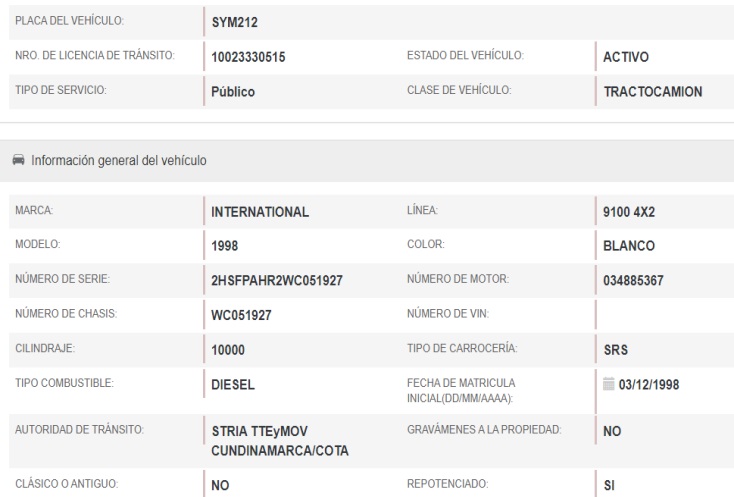 PLACA DEL VEHÍCULO: SYM212
NRO. DE LICENCIA DE TRÁNSITO: 10023330515 ESTADO DEL VEHÍCULO: ACTIVO
TIPO DE SERVICIO: Público CLASE DE VEHÍCULO: TRACTOCAMION
Información general del vehículo
MARCA: INTERNATIONAL LÍNEA: 9100 4X2
MODELO: 1998 COLOR: BLANCO
NÚMERO DE SERIE: 2HSFPAHR2WC051927 NÚMERO DE MOTOR: 034885367
NÚMERO DE CHASIS: WC051927 NÚMERO DE VIN:
CILINDRAJE: 10000 TIPO DE CARROCERÍA: SRS
TIPO COMBUSTIBLE: DIESEL FECHA DE MATRICULA 03/12/1998
INICIAL(DD/MM/AAAA):
AUTORIDAD DE TRÁNSITO: STRIA TTEyMOV GRAVÁMENES A LA PROPIEDAD: NO
CUNDINAMARCA/COTA
CLÁSICO O ANTIGUO: NO REPOTENCIADO: SI